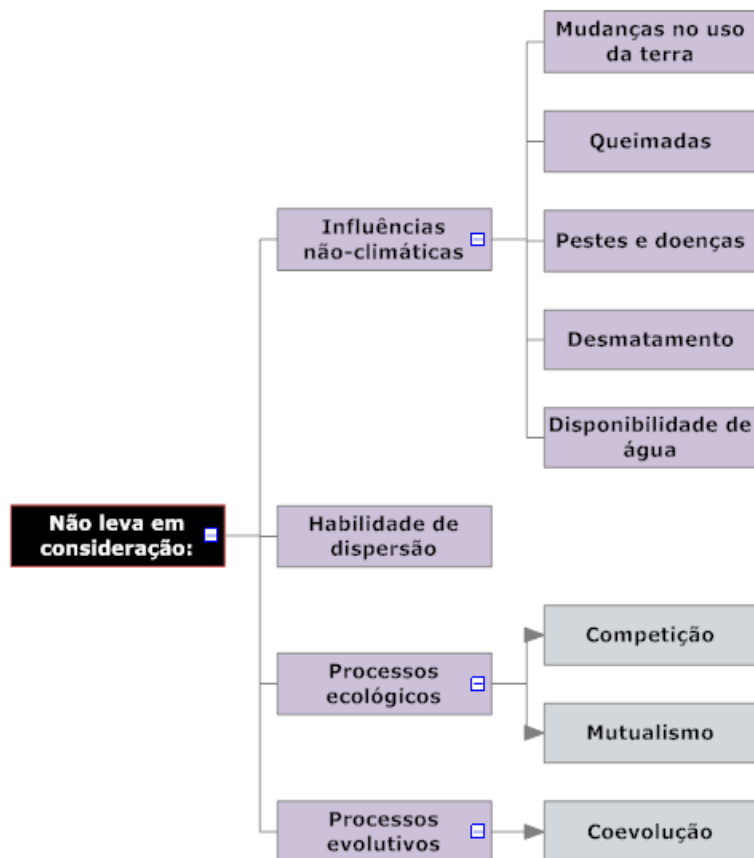 Mudanças no uso
da terra
Queimadas
Influências
não-climáticas
Pestes e doenças
Desmatamento
Disponibilidade de
água
Não leva em
consideração:
Habilidade de
dispersão
Competição
Processos
ecológicos
Mutualismo
Processos
evolutivos
Coevolução